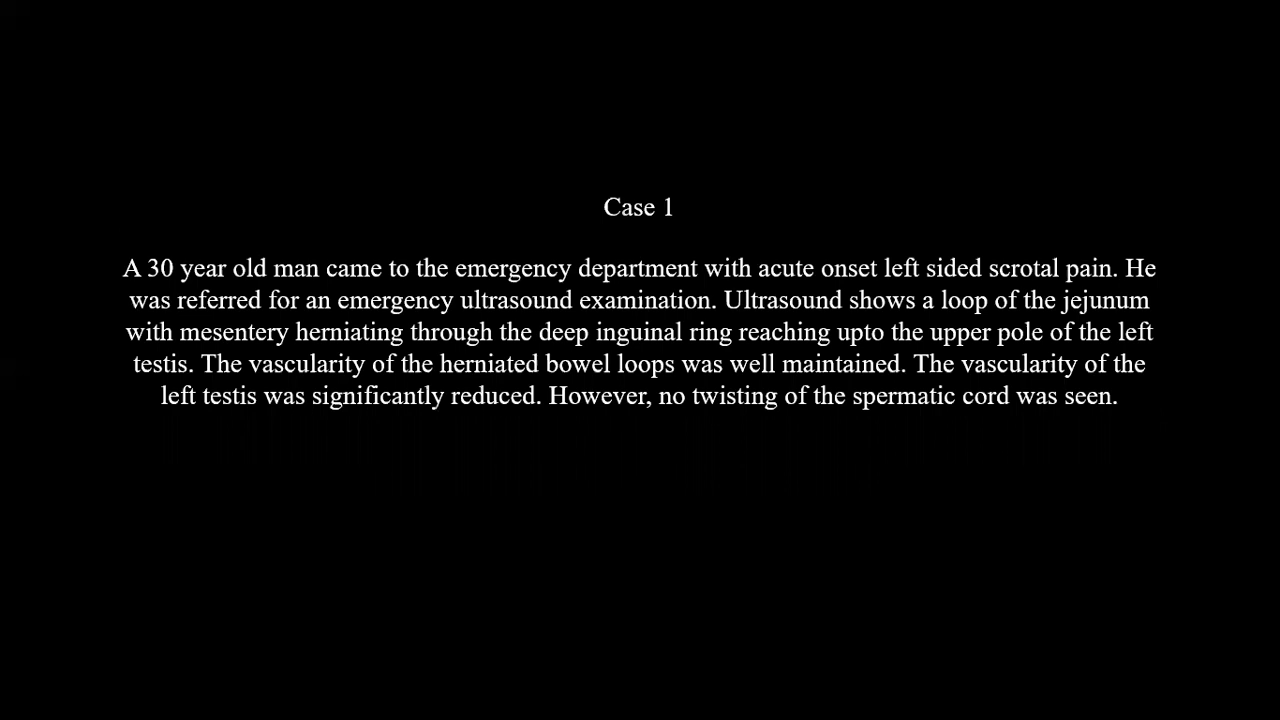 Case 1
A 30 year old man came to the emergency department with acute onset left sided scrotal pain. He
was referred for an emergency ultrasound examination. Ultrasound shows a loop of the jejunum
with mesentery herniating through the deep inguinal ring reaching upto the upper pole of the left
testis. The vascularity of the herniated bowel loops was well maintained. The vascularity of the
left testis was significantly reduced. However, no twisting of the spermatic cord was seen.